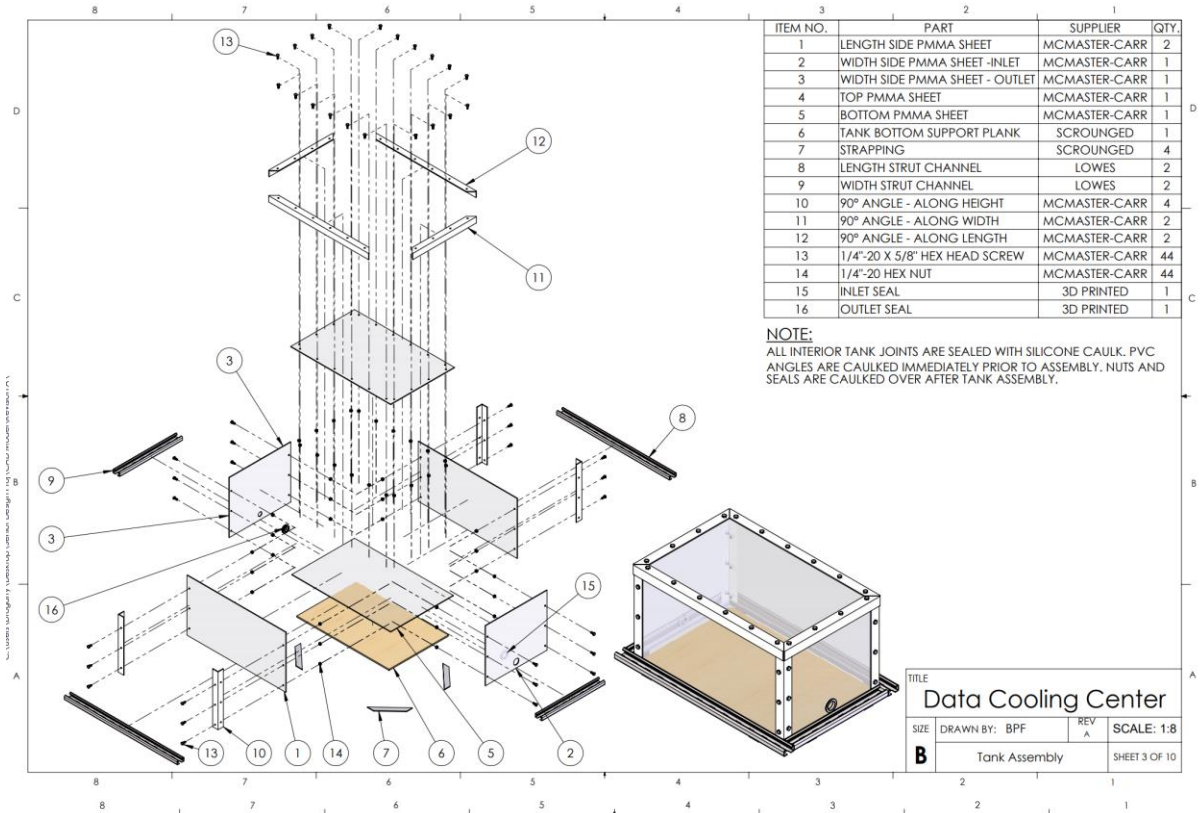 8 7 6 5 4 3 2 1
D
C
B
A
13
12
11
3
9
3
16
8
15
13
10
1
14
7
6
5
2
ITEM NO. PART SUPPLIER QTY.
1 LENGTH SIDE PMMA SHEET MCMASTER-CARR 2
2 WIDTH SIDE PMMA SHEET -INLET MCMASTER-CARR 1
3 WIDTH SIDE PMMA SHEET - OUTLET MCMASTER-CARR 1
4 TOP PMMA SHEET MCMASTER-CARR 1
5 BOTTOM PMMA SHEET MCMASTER-CARR 1
6 TANK BOTTOM SUPPORT PLANK SCROUNGED 1
7 STRAPPING SCROUNGED 4
8 LENGTH STRUT CHANNEL LOWES 2
9 WIDTH STRUT CHANNEL LOWES 2
10 90° ANGLE - ALONG HEIGHT MCMASTER-CARR 4
11 90° ANGLE - ALONG WIDTH MCMASTER-CARR 2
12 90° ANGLE - ALONG LENGTH MCMASTER-CARR 2
13 1/4"-20 X 5/8" HEX HEAD SCREW MCMASTER-CARR 44
14 1/4"-20 HEX NUT MCMASTER-CARR 44
15 INLET SEAL 3D PRINTED 1
16 OUTLET SEAL 3D PRINTED 1
NOTE:
ALL INTERIOR TANK JOINTS ARE SEALED WITH SILICONE CAULK. PVC
ANGLES ARE CAULKED IMMEDIATELY PRIOR TO ASSEMBLY. NUTS AND
SEALS ARE CAULKED OVER AFTER TANK ASSEMBLY.
D
C
B
A
TITLE
Data Cooling Center
SIZE DRAWN BY: BPF REV SCALE: 1:8
A
B Tank Assembly SHEET 3 OF 10
8 7 6 5 4 3 2 1
8 7 6 5 4 3 2 1